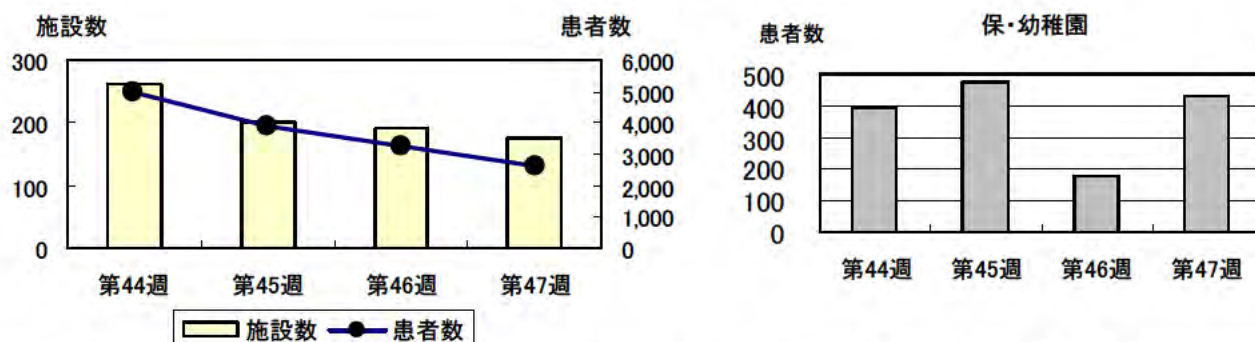 施設数
患者数
300
200
100
0
6,000
5,000
4,000
3,000
2,000
1,000
0
第44週
第45週
第46週
第47週
施設数
患者数
保・幼稚園
患者数
500
400
300
200
100
0
第44週
第45週
第46週
第47週